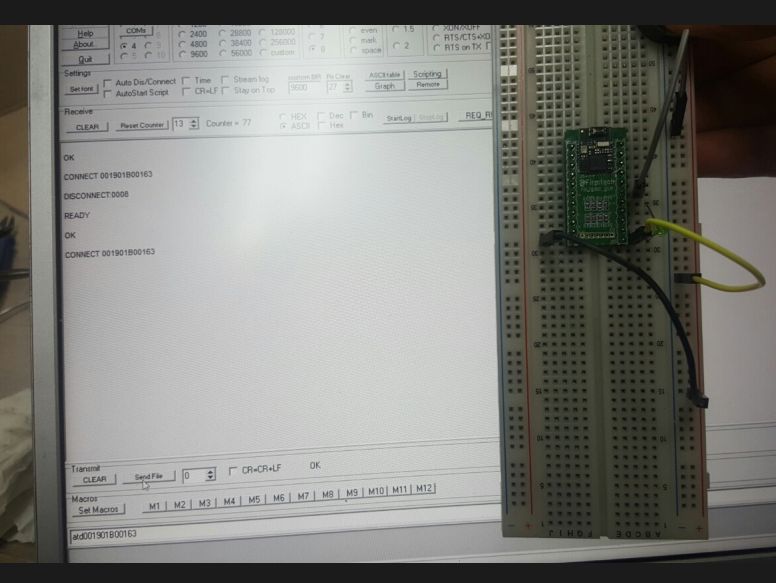 Help
About..
Quit
COMs
4
2400
4800
9600
28800
38400
56000
128000
256000
custom
7
8
even
mark
space
1.5
2
XON/XOFF
RTS/CTS+XO
RTS on TX
Settings
Set font
Auto Dis/Connect
Time
Stream log
AutoStart Script
CR=LF
Stay on Top
custom BR
Rx Clear
9600
27
ASCII table
Scripting
Graph
Remote
Receive
CLEAR
Reset Counter
13
Counter = 77
HEX
Dec
Bin
ASCII
Hex
StartLog
StopLog
OK
CONNECT 001901B00163
DISCONNECT:0008
READY
OK
CONNECT 001901B00163
Transmit
CLEAR
Send File
0
CR=CR+LF
OK
Macros
Set Macros
M1 M2 M3 M4 M5 M6 M7 M8 M9 M10 M11 M12
atd001901B00163